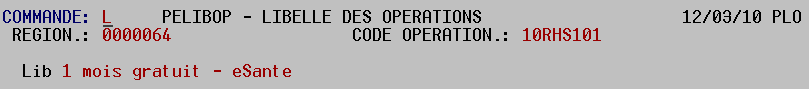 COMMANDE: L PELIBOP - LIBELLE DES OPERATIONS 12/03/10 PLO
REGION.: 0000064 CODE OPERATION.: 10RHS101
Lib 1 mois gratuit - eSante